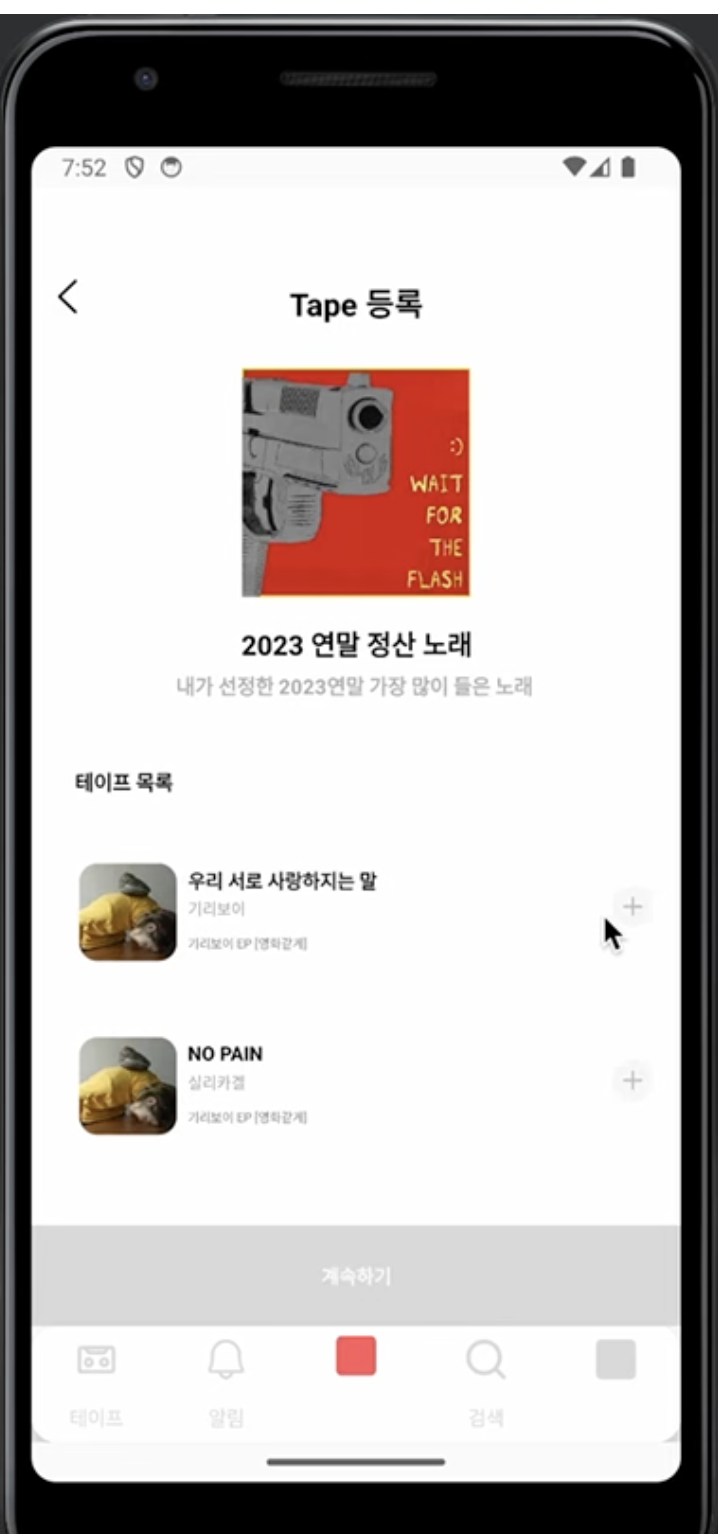 7:52
Tape 등록
:)
WAIT
FOR
THE
FLASH
2023 연말 정산 노래
내가 선정한 2023연말 가장 많이 들은 노래
테이프 목록
우리 서로 사랑하지는 말
기리보이
기리보이 EP [영화같게]
NO PAIN
실리카겔
기리보이 EP [영화같게]
계속하기
테이프
알림
검색